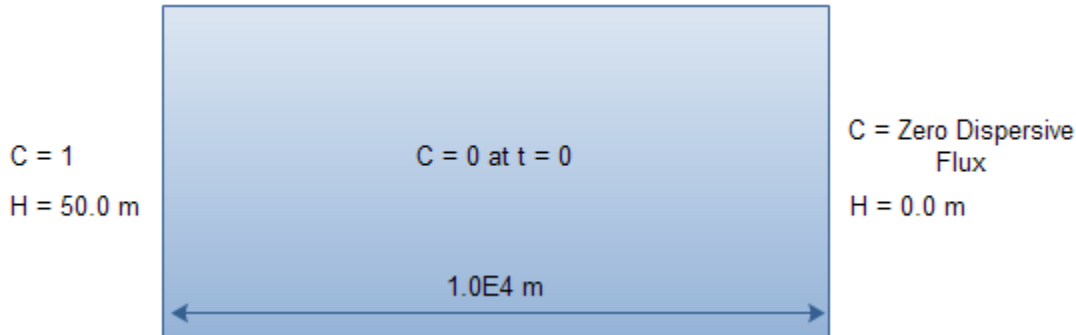 C = 1
H = 50.0 m
C = 0 at t = 0
1.0E4 m
C = Zero Dispersive
Flux
H = 0.0 m